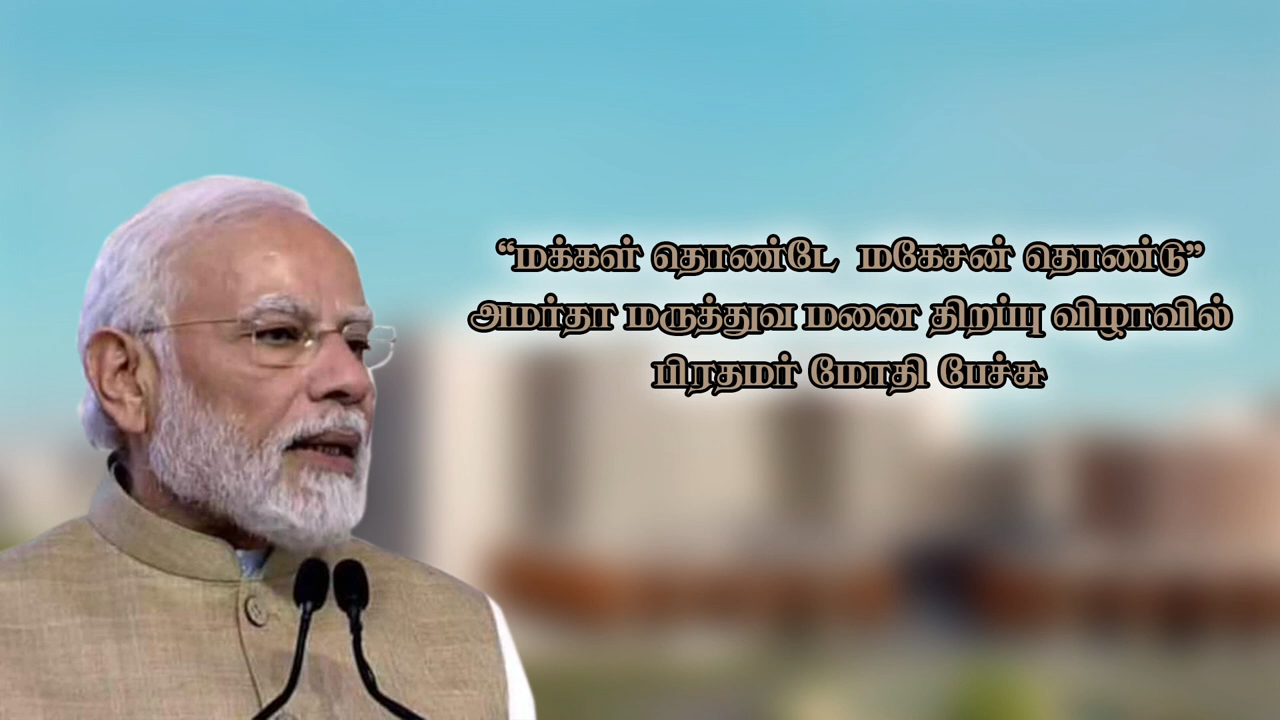 “மக்கள் தொண்டே மகேசன் தொண்டு”
அமர்தா மருத்துவ மனை திறப்பு விழாவில்
பிரதமர் மோதி பேச்சு